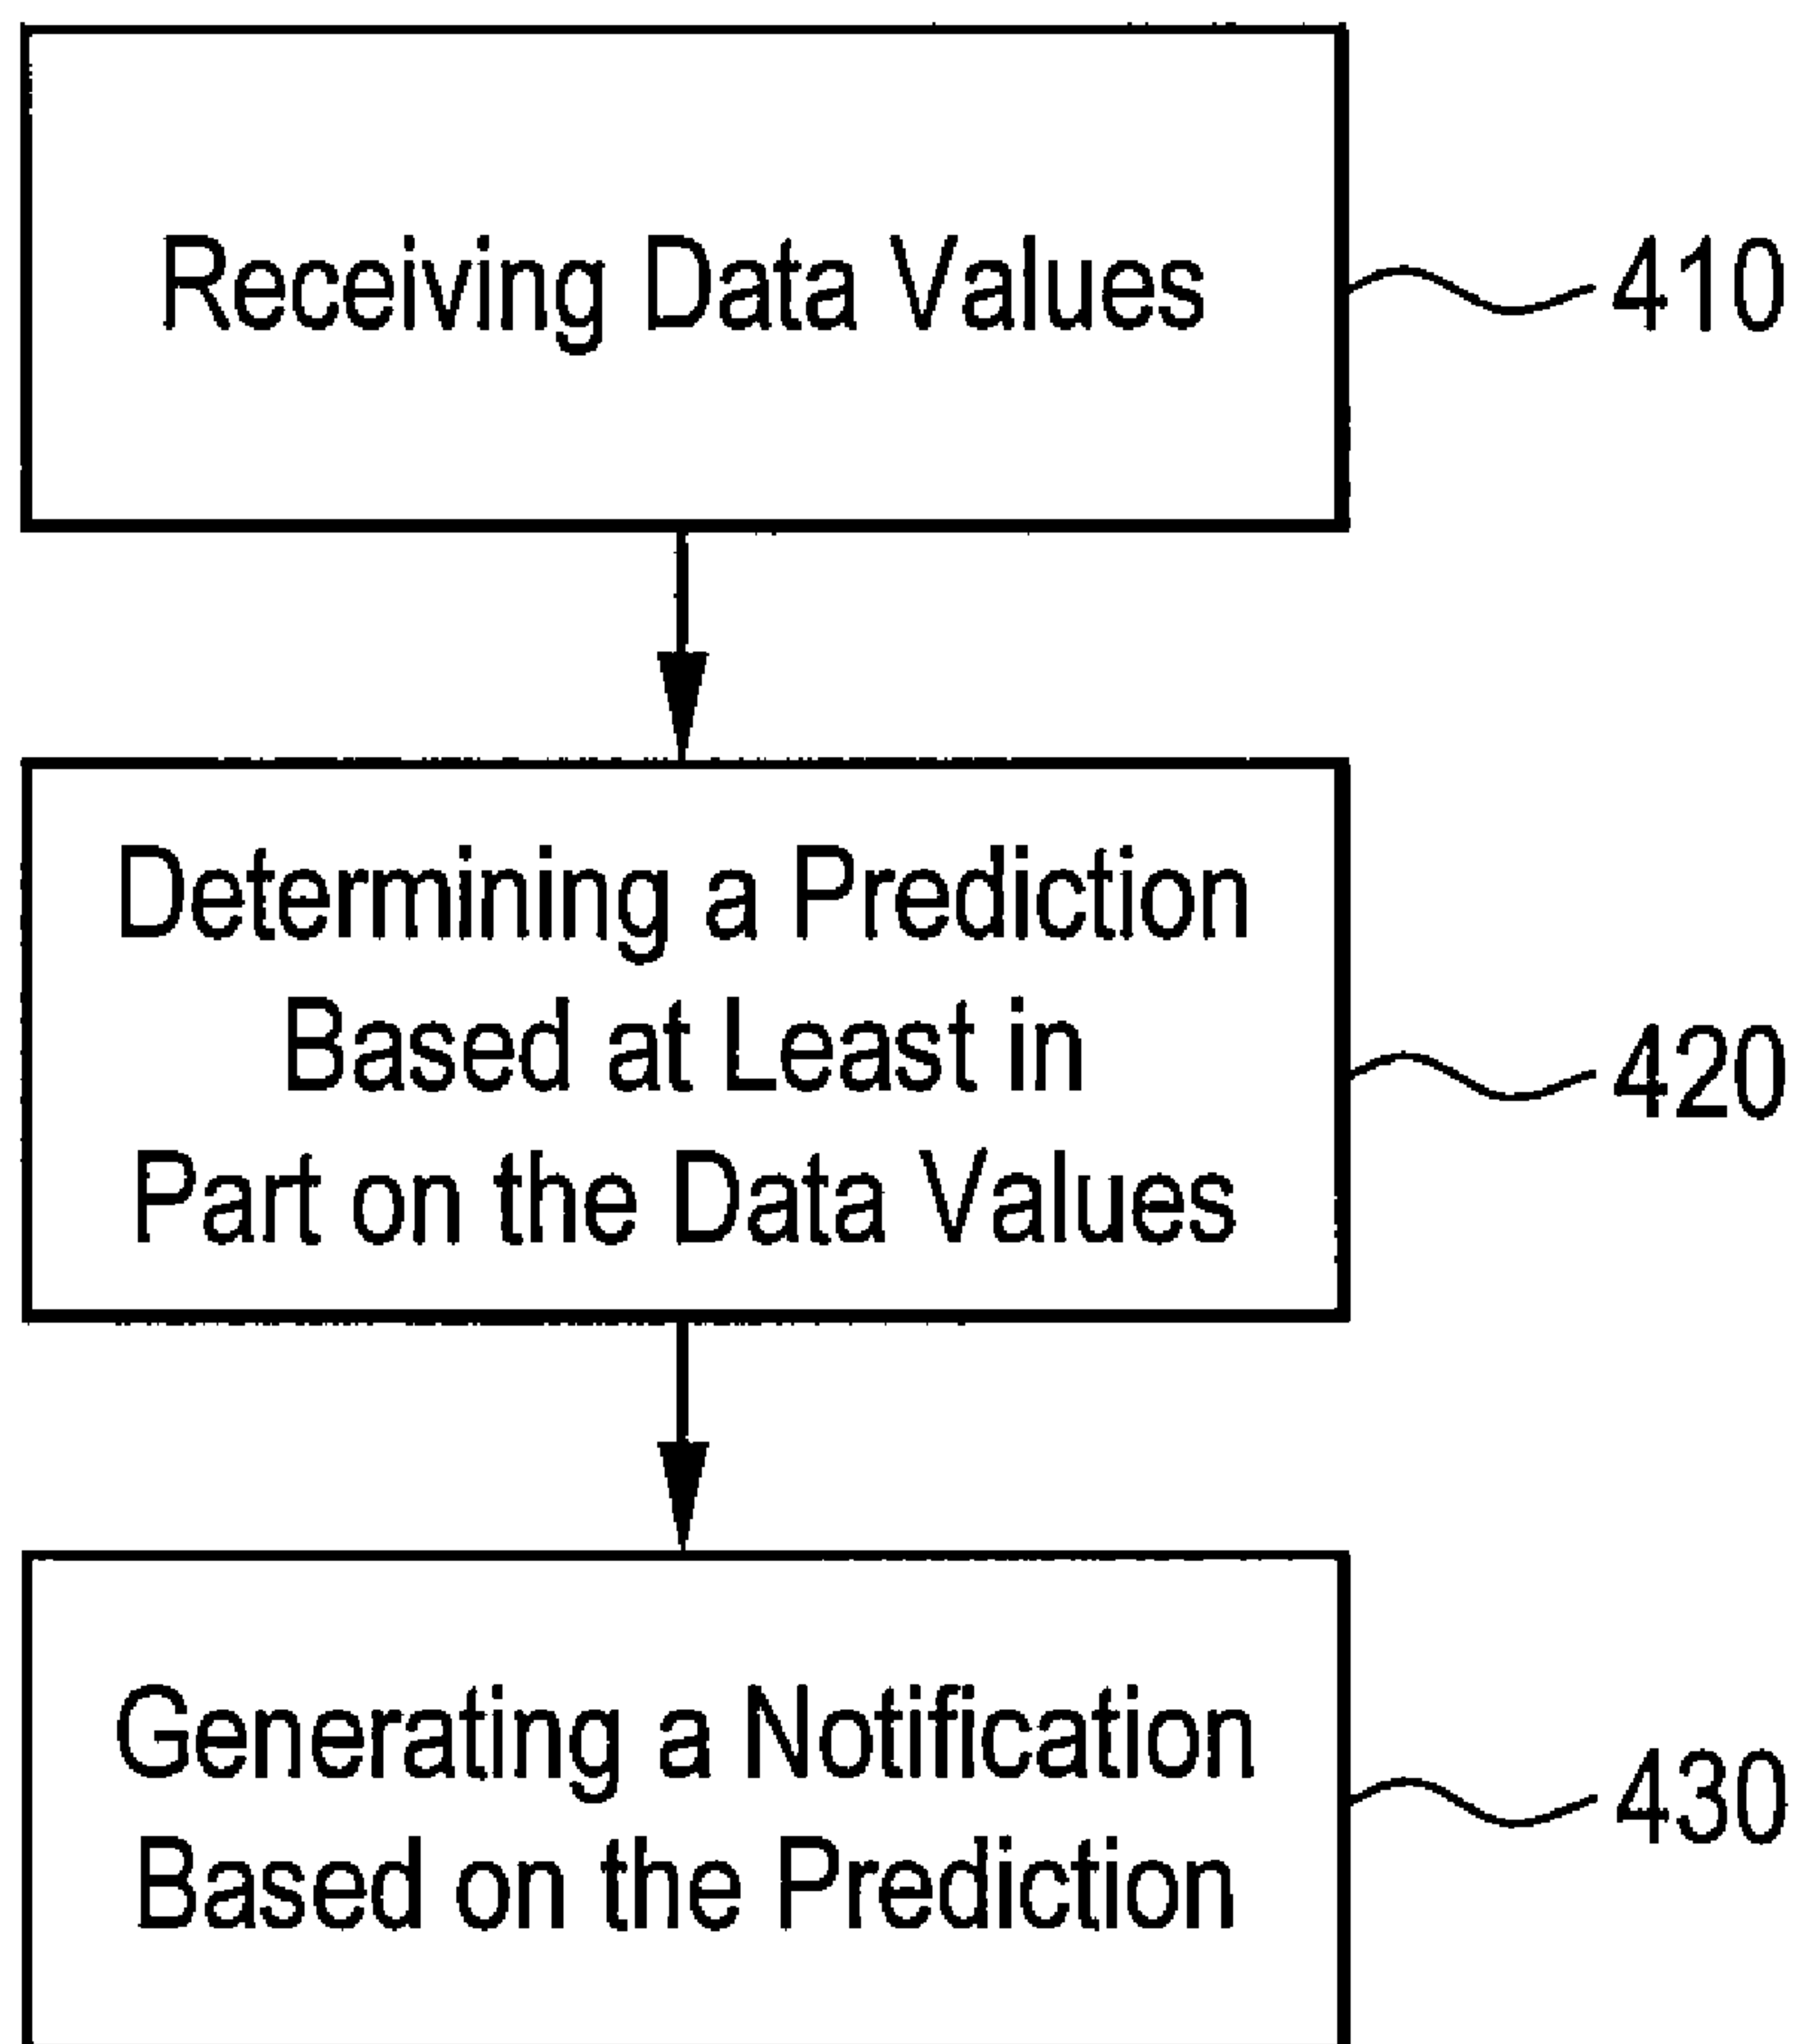 Receiving Data Values
410
Determining a Prediction
Based at Least in
Part on the Data Values
420
Generating a Notification
Based on the Prediction
430